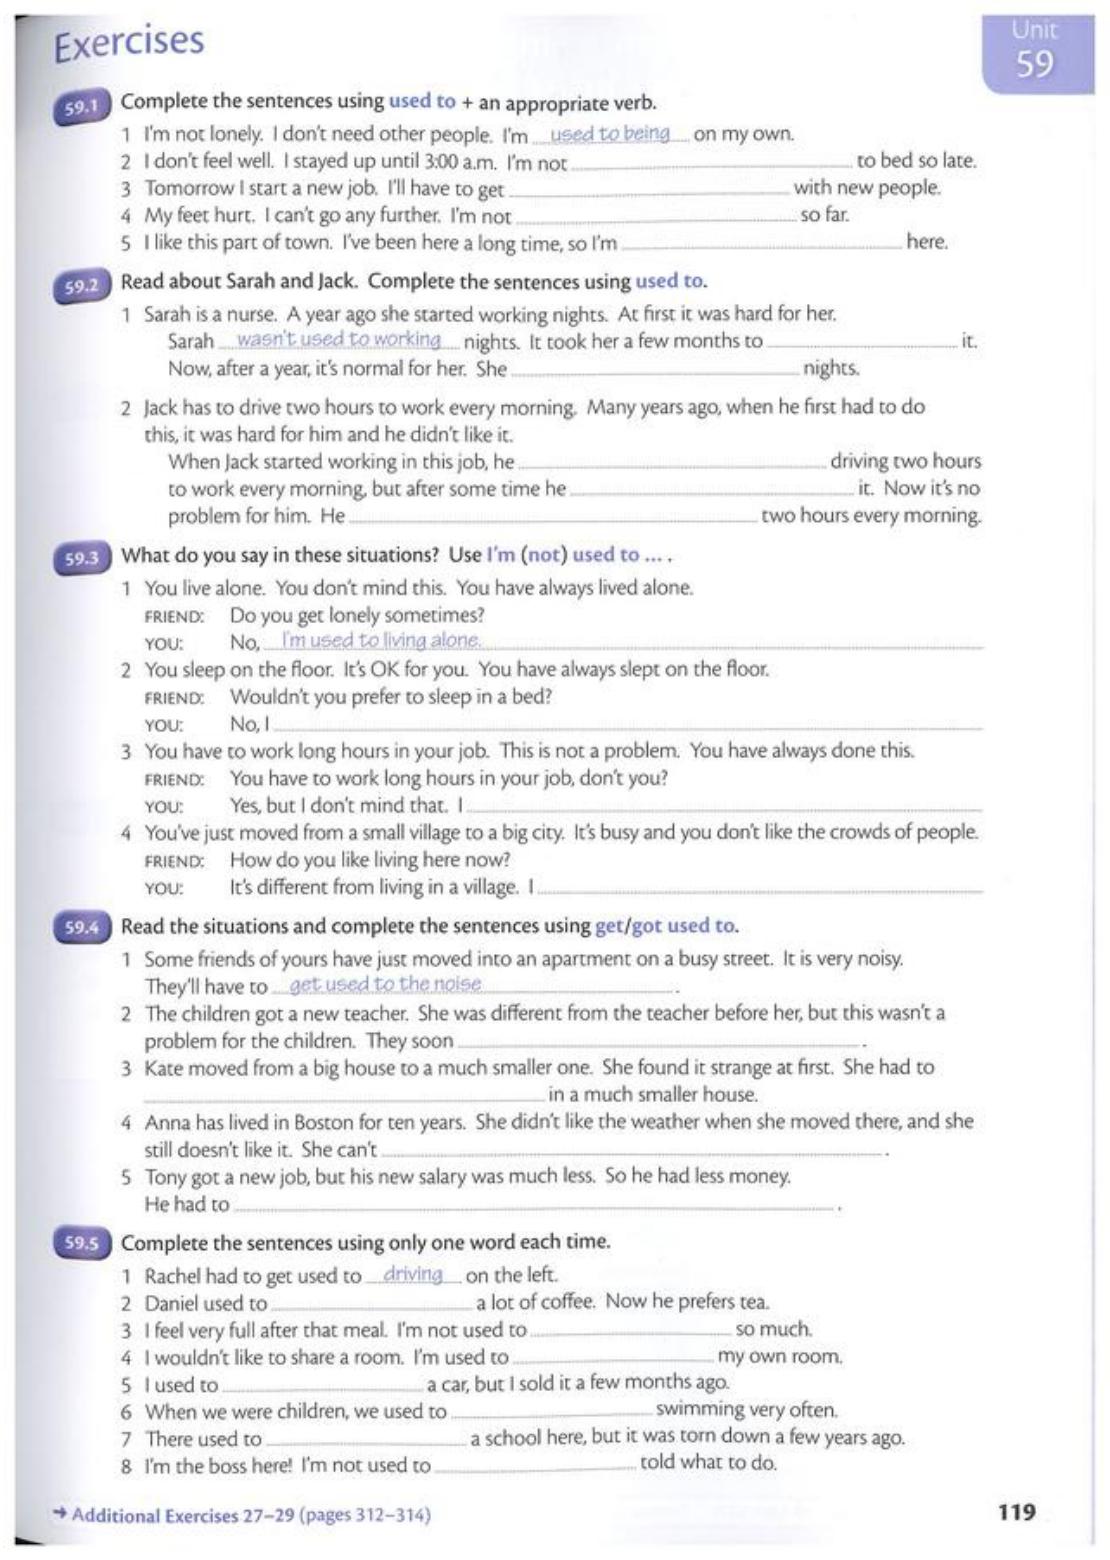 Exercises
Unit
59
59.1 Complete the sentences using used to + an appropriate verb.
1 I'm not lonely. I don't need other people. I'm used to being on my own.
2 I don't feel well. I stayed up until 3:00 a.m. I'm not to bed so late.
3 Tomorrow I start a new job. I'll have to get with new people.
4 My feet hurt. I can't go any further. I'm not so far.
5 I like this part of town. I've been here a long time, so I'm here.
59.2 Read about Sarah and Jack. Complete the sentences using used to.
1 Sarah is a nurse. A year ago she started working nights. At first it was hard for her.
Sarah wasn't used to working nights. It took her a few months to it.
Now, after a year, it's normal for her. She nights.
2 Jack has to drive two hours to work every morning. Many years ago, when he first had to do
this, it was hard for him and he didn't like it.
When Jack started working in this job, he driving two hours
to work every morning, but after some time he it. Now it's no
problem for him. He two hours every morning.
59.3 What do you say in these situations? Use I'm (not) used to ... .
1 You live alone. You don't mind this. You have always lived alone.
FRIEND: Do you get lonely sometimes?
YOU: No, I'm used to living alone.
2 You sleep on the floor. It's OK for you. You have always slept on the floor.
FRIEND: Wouldn't you prefer to sleep in a bed?
YOU: No, I
3 You have to work long hours in your job. This is not a problem. You have always done this.
FRIEND: You have to work long hours in your job, don't you?
YOU: Yes, but I don't mind that. I
4 You've just moved from a small village to a big city. It's busy and you don't like the crowds of people.
FRIEND: How do you like living here now?
YOU: It's different from living in a village. I
59.4 Read the situations and complete the sentences using get/got used to.
1 Some friends of yours have just moved into an apartment on a busy street. It is very noisy.
They'll have to get used to the noise .
2 The children got a new teacher. She was different from the teacher before her, but this wasn't a
problem for the children. They soon .
3 Kate moved from a big house to a much smaller one. She found it strange at first. She had to
in a much smaller house.
4 Anna has lived in Boston for ten years. She didn't like the weather when she moved there, and she
still doesn't like it. She can't .
5 Tony got a new job, but his new salary was much less. So he had less money.
He had to .
59.5 Complete the sentences using only one word each time.
1 Rachel had to get used to driving on the left.
2 Daniel used to a lot of coffee. Now he prefers tea.
3 I feel very full after that meal. I'm not used to so much.
4 I wouldn't like to share a room. I'm used to my own room.
5 I used to a car, but I sold it a few months ago.
6 When we were children, we used to swimming very often.
7 There used to a school here, but it was torn down a few years ago.
8 I'm the boss here! I'm not used to told what to do.
➜ Additional Exercises 27–29 (pages 312–314)
119